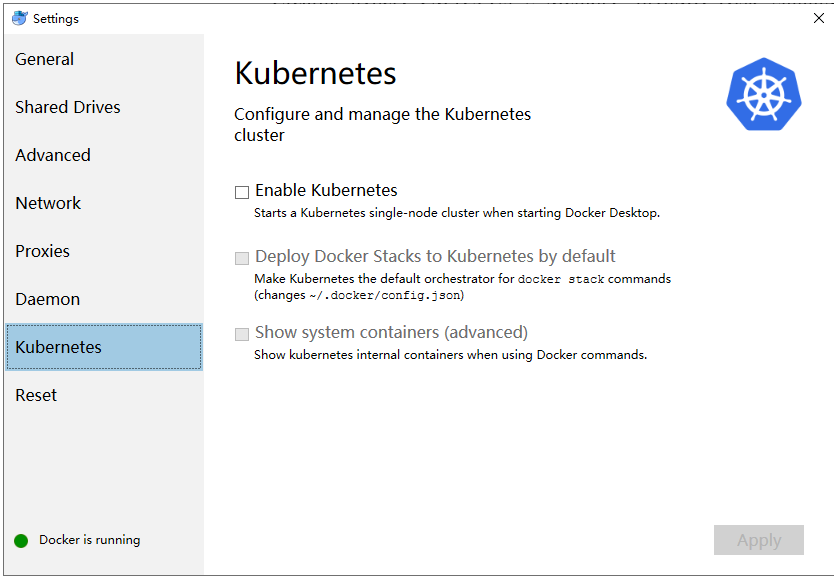 Settings
General
Shared Drives
Advanced
Network
Proxies
Daemon
Kubernetes
Reset
Docker is running
Kubernetes
Configure and manage the Kubernetes
cluster
Enable Kubernetes
Starts a Kubernetes single-node cluster when starting Docker Desktop.
Deploy Docker Stacks to Kubernetes by default
Make Kubernetes the default orchestrator for docker stack commands
(changes ~/.docker/config.json)
Show system containers (advanced)
Show kubernetes internal containers when using Docker commands.
Apply